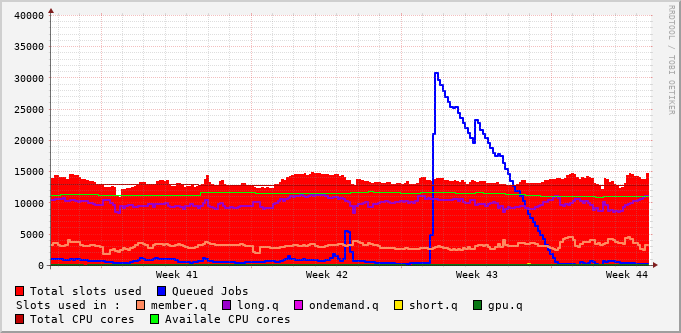 40000
35000
30000
25000
20000
15000
10000
5000
0
Week 41 Week 42 Week 43 Week 44
RRDTOOL / TOBI OETIKER
Total slots used Queued Jobs
Slots used in : member.q long.q ondemand.q short.q gpu.q
Total CPU cores Availale CPU cores